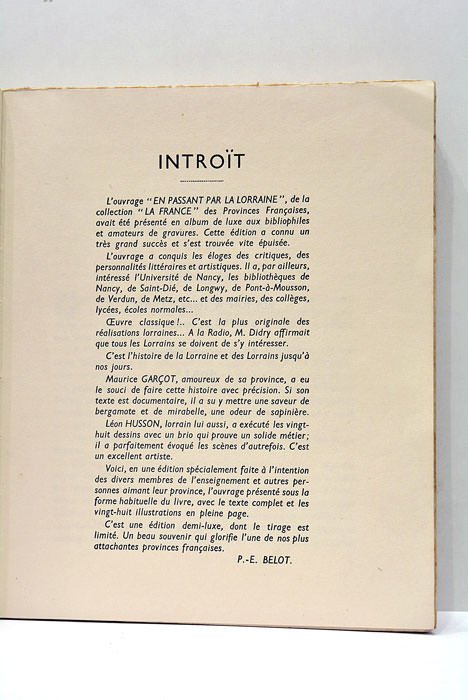 INTROÏT
L'ouvrage "EN PASSANT PAR LA LORRAINE", de la
collection "LA FRANCE" des Provinces Françaises,
avait été présenté en album de luxe aux bibliophiles
et amateurs de gravures. Cette édition a connu un
très grand succès et s'est trouvée vite épuisée.
L'ouvrage a conquis les éloges des critiques, des
personnalités littéraires et artistiques. Il a, par ailleurs,
intéressé l'Université de Nancy, les bibliothèques de
Nancy, de Saint-Dié, de Longwy, de Pont-à-Mousson,
de Verdun, de Metz, etc... et des mairies, des collèges,
lycées, écoles normales...
Œuvre classique!.. C'est la plus originale des
réalisations lorraines... A la Radio, M. Didry affirmait
que tous les Lorrains se doivent de s'y intéresser.
C'est l'histoire de la Lorraine et des Lorrains jusqu'à
nos jours.
Maurice GARÇOT, amoureux de sa province, a eu
le souci de faire cette histoire avec précision. Si son
texte est documentaire, il a su y mettre une saveur de
bergamote et de mirabelle, une odeur de sapinière.
Léon HUSSON, lorrain lui aussi, a exécuté les vingt-
huit dessins avec un brio qui prouve un solide métier;
il a parfaitement évoqué les scènes d'autrefois. C'est
un excellent artiste.
Voici, en une édition spécialement faite à l'intention
des divers membres de l'enseignement et autres per-
sonnes aimant leur province, l'ouvrage présenté sous la
forme habituelle du livre, avec le texte complet et les
vingt-huit illustrations en pleine page.
C'est une édition demi-luxe, dont le tirage est
limité. Un beau souvenir qui glorifie l'une de nos plus
attachantes provinces françaises.
P.-E. BELOT.